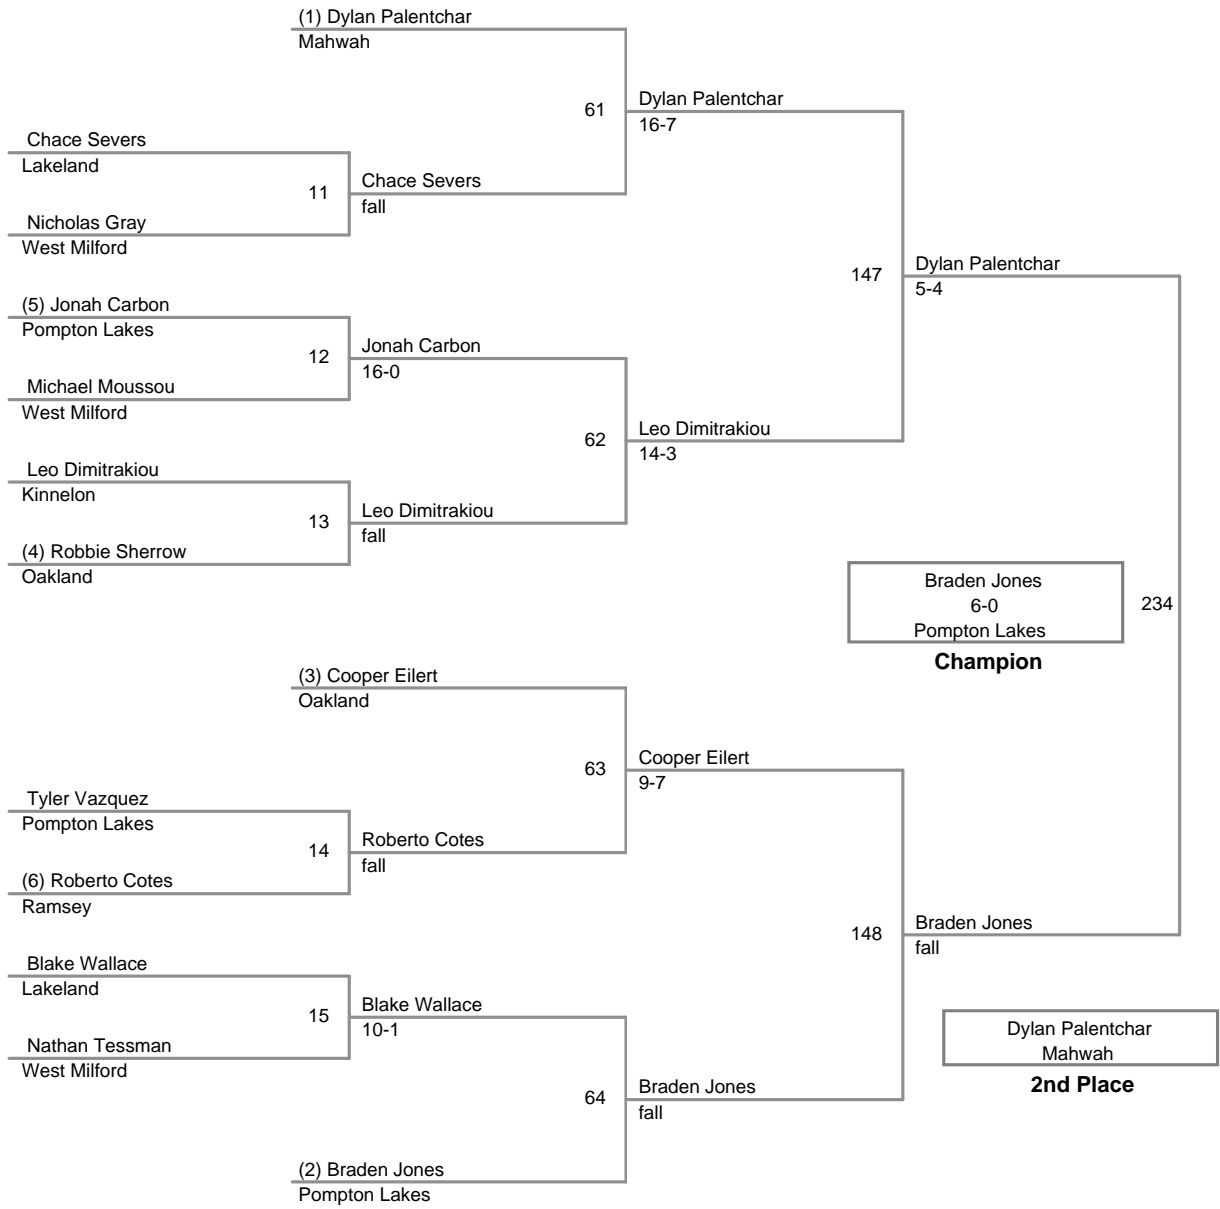 (1) Dylan Palentchar
Mahwah
61
Dylan Palentchar
16-7
Chace Severs
Lakeland
11
Chace Severs
fall
Nicholas Gray
West Milford
147
Dylan Palentchar
5-4
(5) Jonah Carbon
Pompton Lakes
12
Jonah Carbon
16-0
Michael Moussou
West Milford
62
Leo Dimitrakiou
14-3
Leo Dimitrakiou
Kinnelon
13
Leo Dimitrakiou
fall
(4) Robbie Sherrow
Oakland
Braden Jones
6-0
Pompton Lakes
Champion
234
(3) Cooper Eilert
Oakland
63
Cooper Eilert
9-7
Tyler Vazquez
Pompton Lakes
14
Roberto Cotes
fall
(6) Roberto Cotes
Ramsey
148
Braden Jones
fall
Blake Wallace
Lakeland
15
Blake Wallace
10-1
Nathan Tessman
West Milford
Dylan Palentchar
Mahwah
2nd Place
64
Braden Jones
fall
(2) Braden Jones
Pompton Lakes